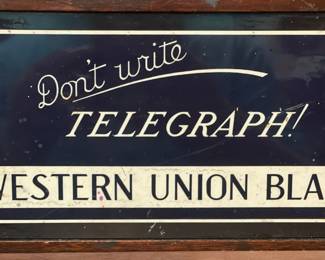 Don't write
TELEGRAPH!
WESTERN UNION BLA